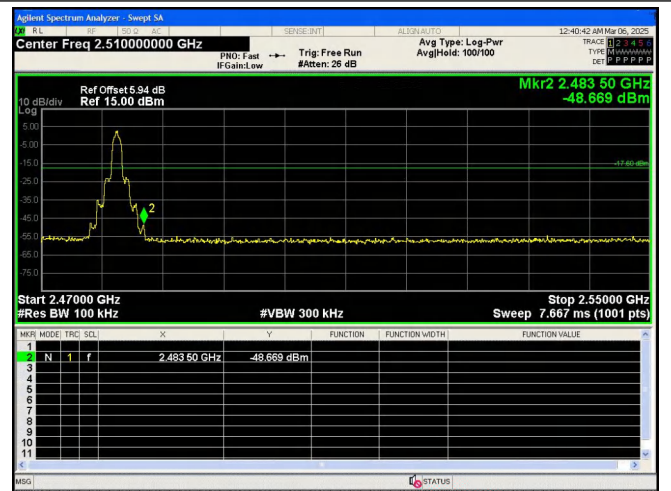 Agilent Spectrum Analyzer - Swept SA
RL RF 50 Ω AC SENSE:INT ALIGN AUTO 12:40:42 AM Mar 06, 2025
Center Freq 2.510000000 GHz
PNO: Fast
IFGain:Low
Trig: Free Run
#Atten: 26 dB
Avg Type: Log-Pwr
Avg|Hold: 100/100
TRACE 1 2 3 4 5 6
TYPE M
DET P P P P P P
Mkr2 2.483 50 GHz
-48.669 dBm
Ref Offset 5.94 dB
10 dB/div Ref 15.00 dBm
Log
5.00
-5.00
-15.0
-17.60 dBm
-25.0
-35.0
2
-45.0
-55.0
-65.0
-75.0
Start 2.47000 GHz Stop 2.55000 GHz
#Res BW 100 kHz #VBW 300 kHz Sweep 7.667 ms (1001 pts)
MKR MODE TRC SCL X Y FUNCTION FUNCTION WIDTH FUNCTION VALUE
1
2 N 1 f 2.483 50 GHz -48.669 dBm
3
4
5
6
7
8
9
10
11
MSG STATUS